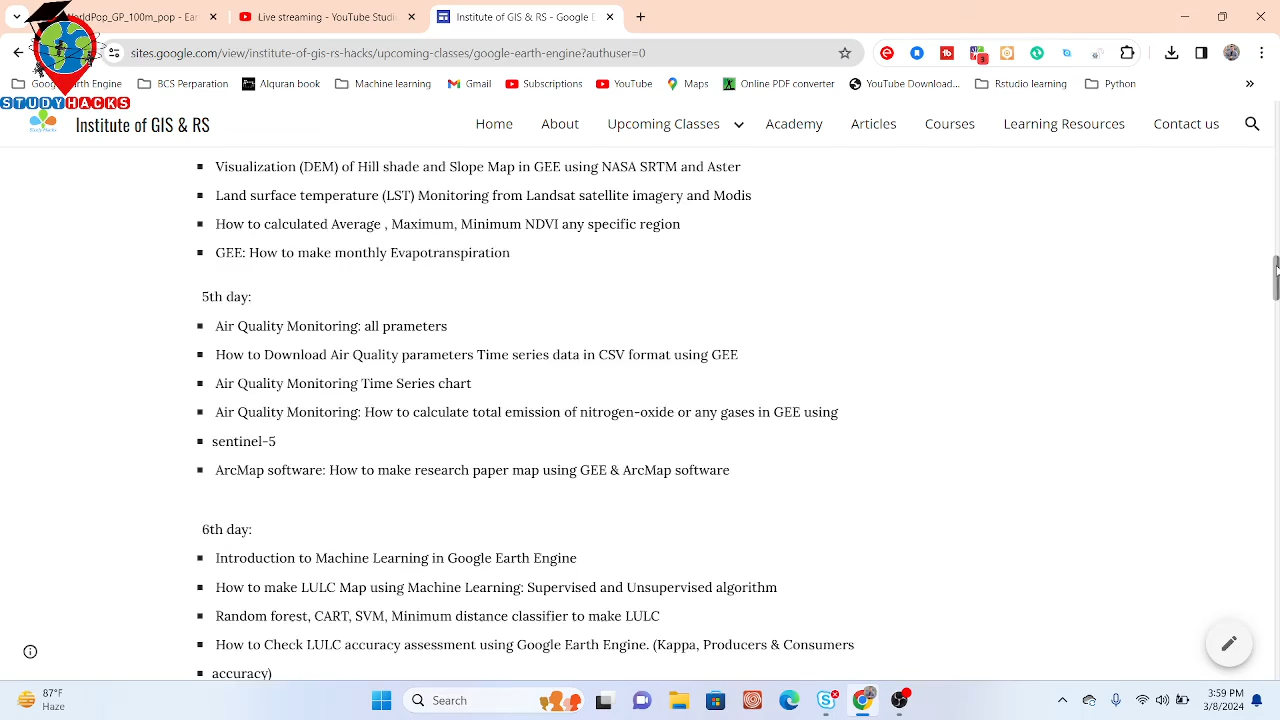 orldPop_GP_100m_pop - Ear
Live streaming - YouTube Studi
Institute of GIS & RS - Google E
sites.google.com/view/institute-of-gis-rs-hacks/upcoming-classes/google-earth-engine?authuser=0
3
Goog Earth Engine
BCS Perparation
Alqurun book
Machine learning
Gmail
Subscriptions
YouTube
Maps
Online PDF converter
YouTube Download...
Rstudio learning
Python
STUDYHACKS
Institute of GIS & RS
Home
About
Upcoming Classes
Academy
Articles
Courses
Learning Resources
Contact us
Visualization (DEM) of Hill shade and Slope Map in GEE using NASA SRTM and Aster
Land surface temperature (LST) Monitoring from Landsat satellite imagery and Modis
How to calculated Average , Maximum, Minimum NDVI any specific region
GEE: How to make monthly Evapotranspiration
5th day:
Air Quality Monitoring: all prameters
How to Download Air Quality parameters Time series data in CSV format using GEE
Air Quality Monitoring Time Series chart
Air Quality Monitoring: How to calculate total emission of nitrogen-oxide or any gases in GEE using
sentinel-5
ArcMap software: How to make research paper map using GEE & ArcMap software
6th day:
Introduction to Machine Learning in Google Earth Engine
How to make LULC Map using Machine Learning: Supervised and Unsupervised algorithm
Random forest, CART, SVM, Minimum distance classifier to make LULC
How to Check LULC accuracy assessment using Google Earth Engine. (Kappa, Producers & Consumers
accuracy)
87°F
Haze
Search
3:59 PM
3/8/2024